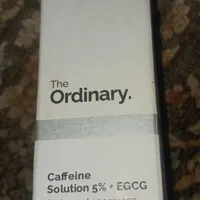 The
Ordinary.
Caffeine
Solution 5% + EGCG